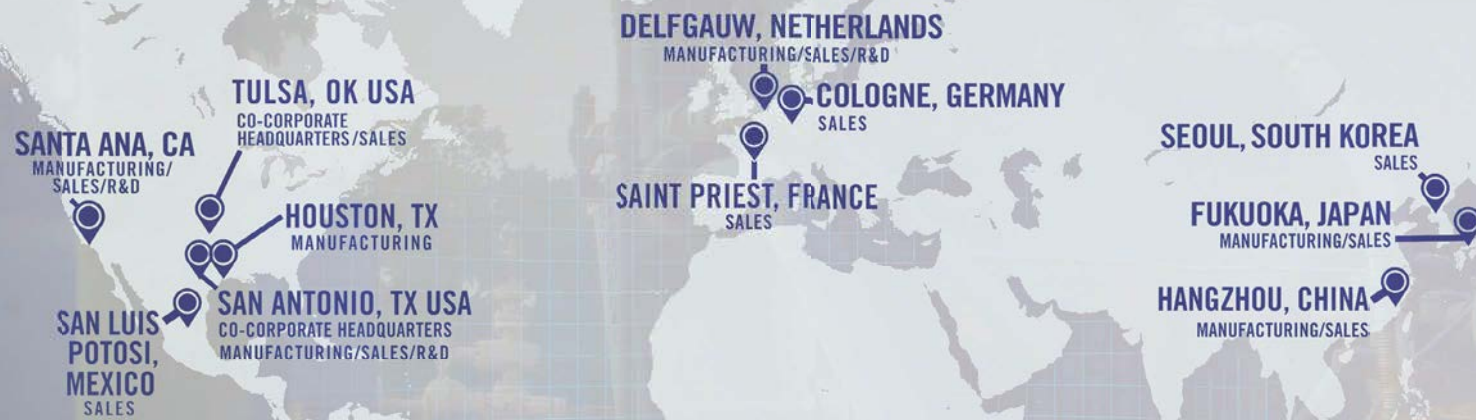 SANTA ANA, CA
MANUFACTURING/
SALES/R&D
TULSA, OK USA
CO-CORPORATE
HEADQUARTERS/SALES
HOUSTON, TX
MANUFACTURING
SAN ANTONIO, TX USA
CO-CORPORATE HEADQUARTERS
MANUFACTURING/SALES/R&D
SAN LUIS
POTOSI,
MEXICO
SALES
DELFGAUW, NETHERLANDS
MANUFACTURING/SALES/R&D
COLOGNE, GERMANY
SALES
SAINT PRIEST, FRANCE
SALES
SEOUL, SOUTH KOREA
SALES
FUKUOKA, JAPAN
MANUFACTURING/SALES
HANGZHOU, CHINA
MANUFACTURING/SALES